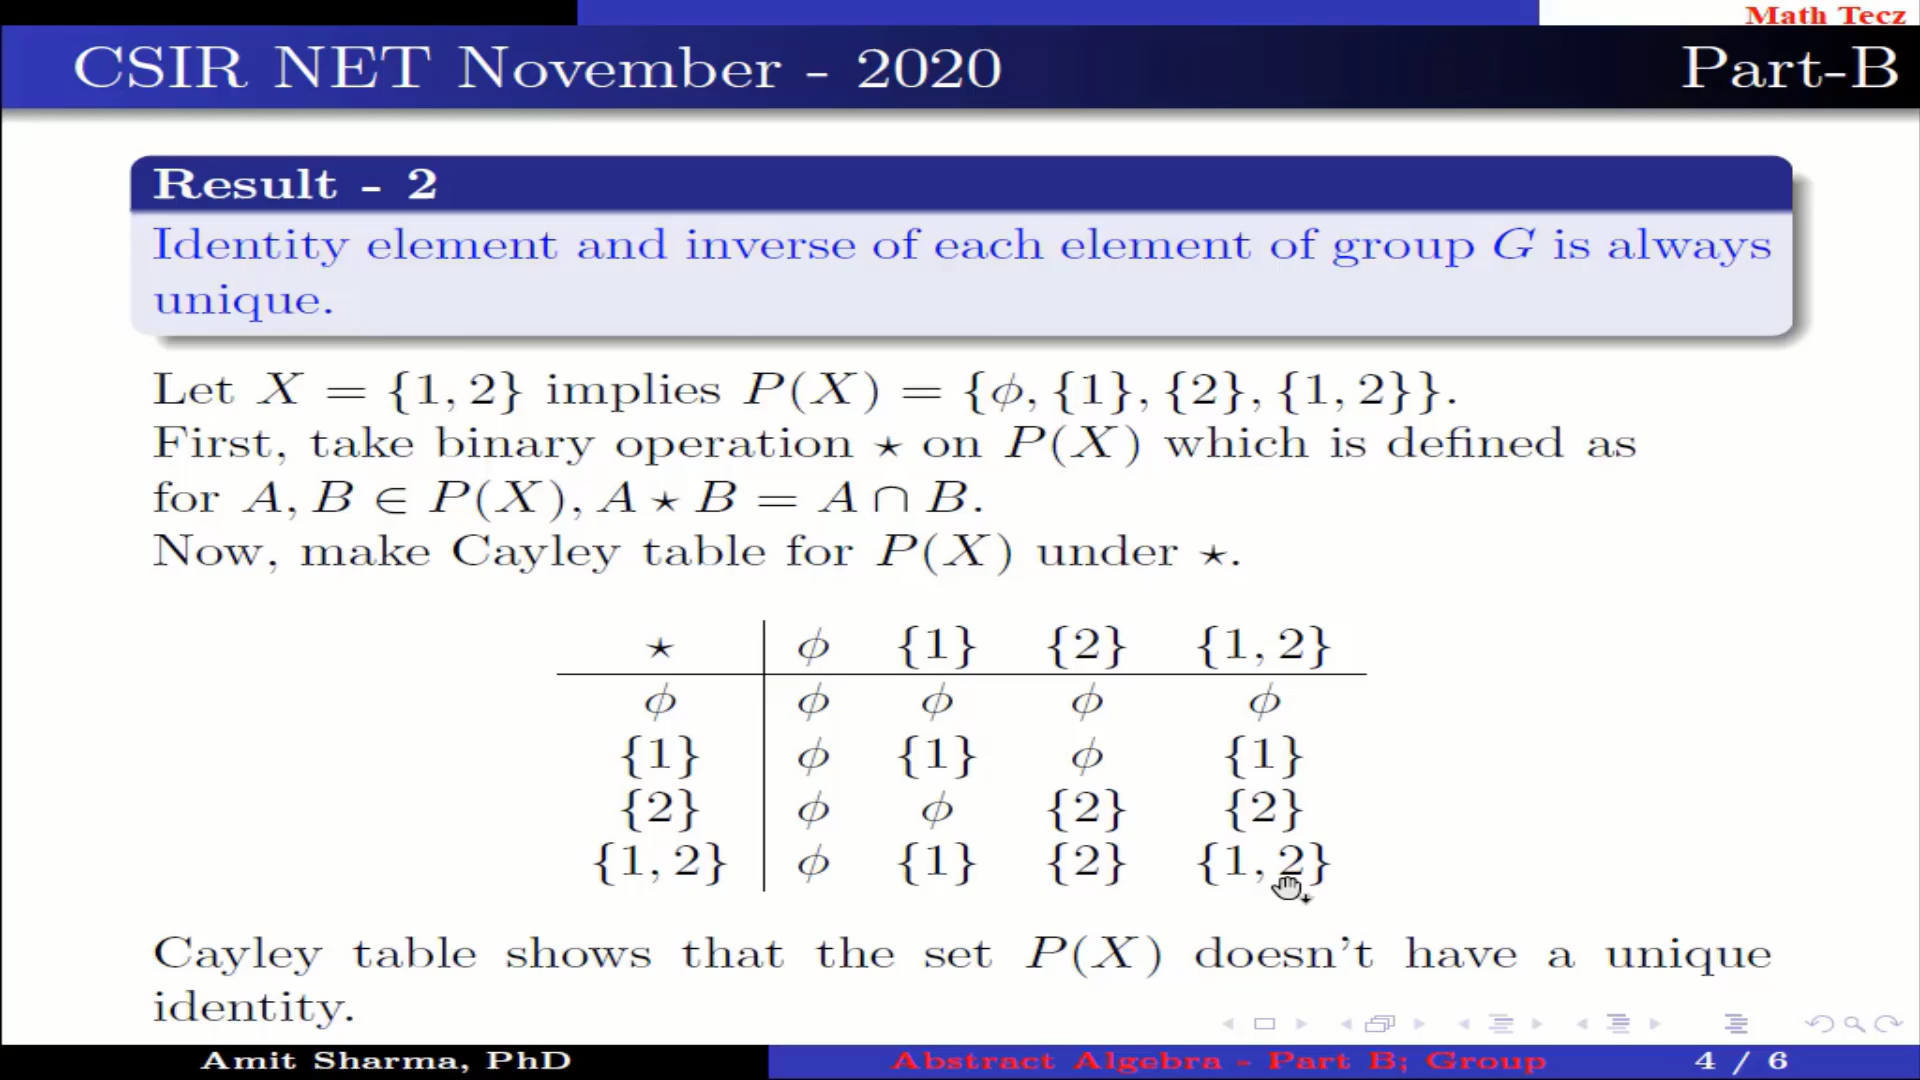 Math Tecz
CSIR NET November - 2020 Part-B
Result - 2
Identity element and inverse of each element of group G is always
unique.
Let X = {1, 2} implies P(X) = {ϕ, {1}, {2}, {1, 2}}.
First, take binary operation ⋆ on P(X) which is defined as
for A, B ∈ P(X), A ⋆ B = A ∩ B.
Now, make Cayley table for P(X) under ⋆.
⋆ ϕ {1} {2} {1, 2}
ϕ ϕ ϕ ϕ ϕ
{1} ϕ {1} ϕ {1}
{2} ϕ ϕ {2} {2}
{1, 2} ϕ {1} {2} {1, 2}
Cayley table shows that the set P(X) doesn't have a unique
identity.
Amit Sharma, PhD Abstract Algebra - Part B; Group 4 / 6